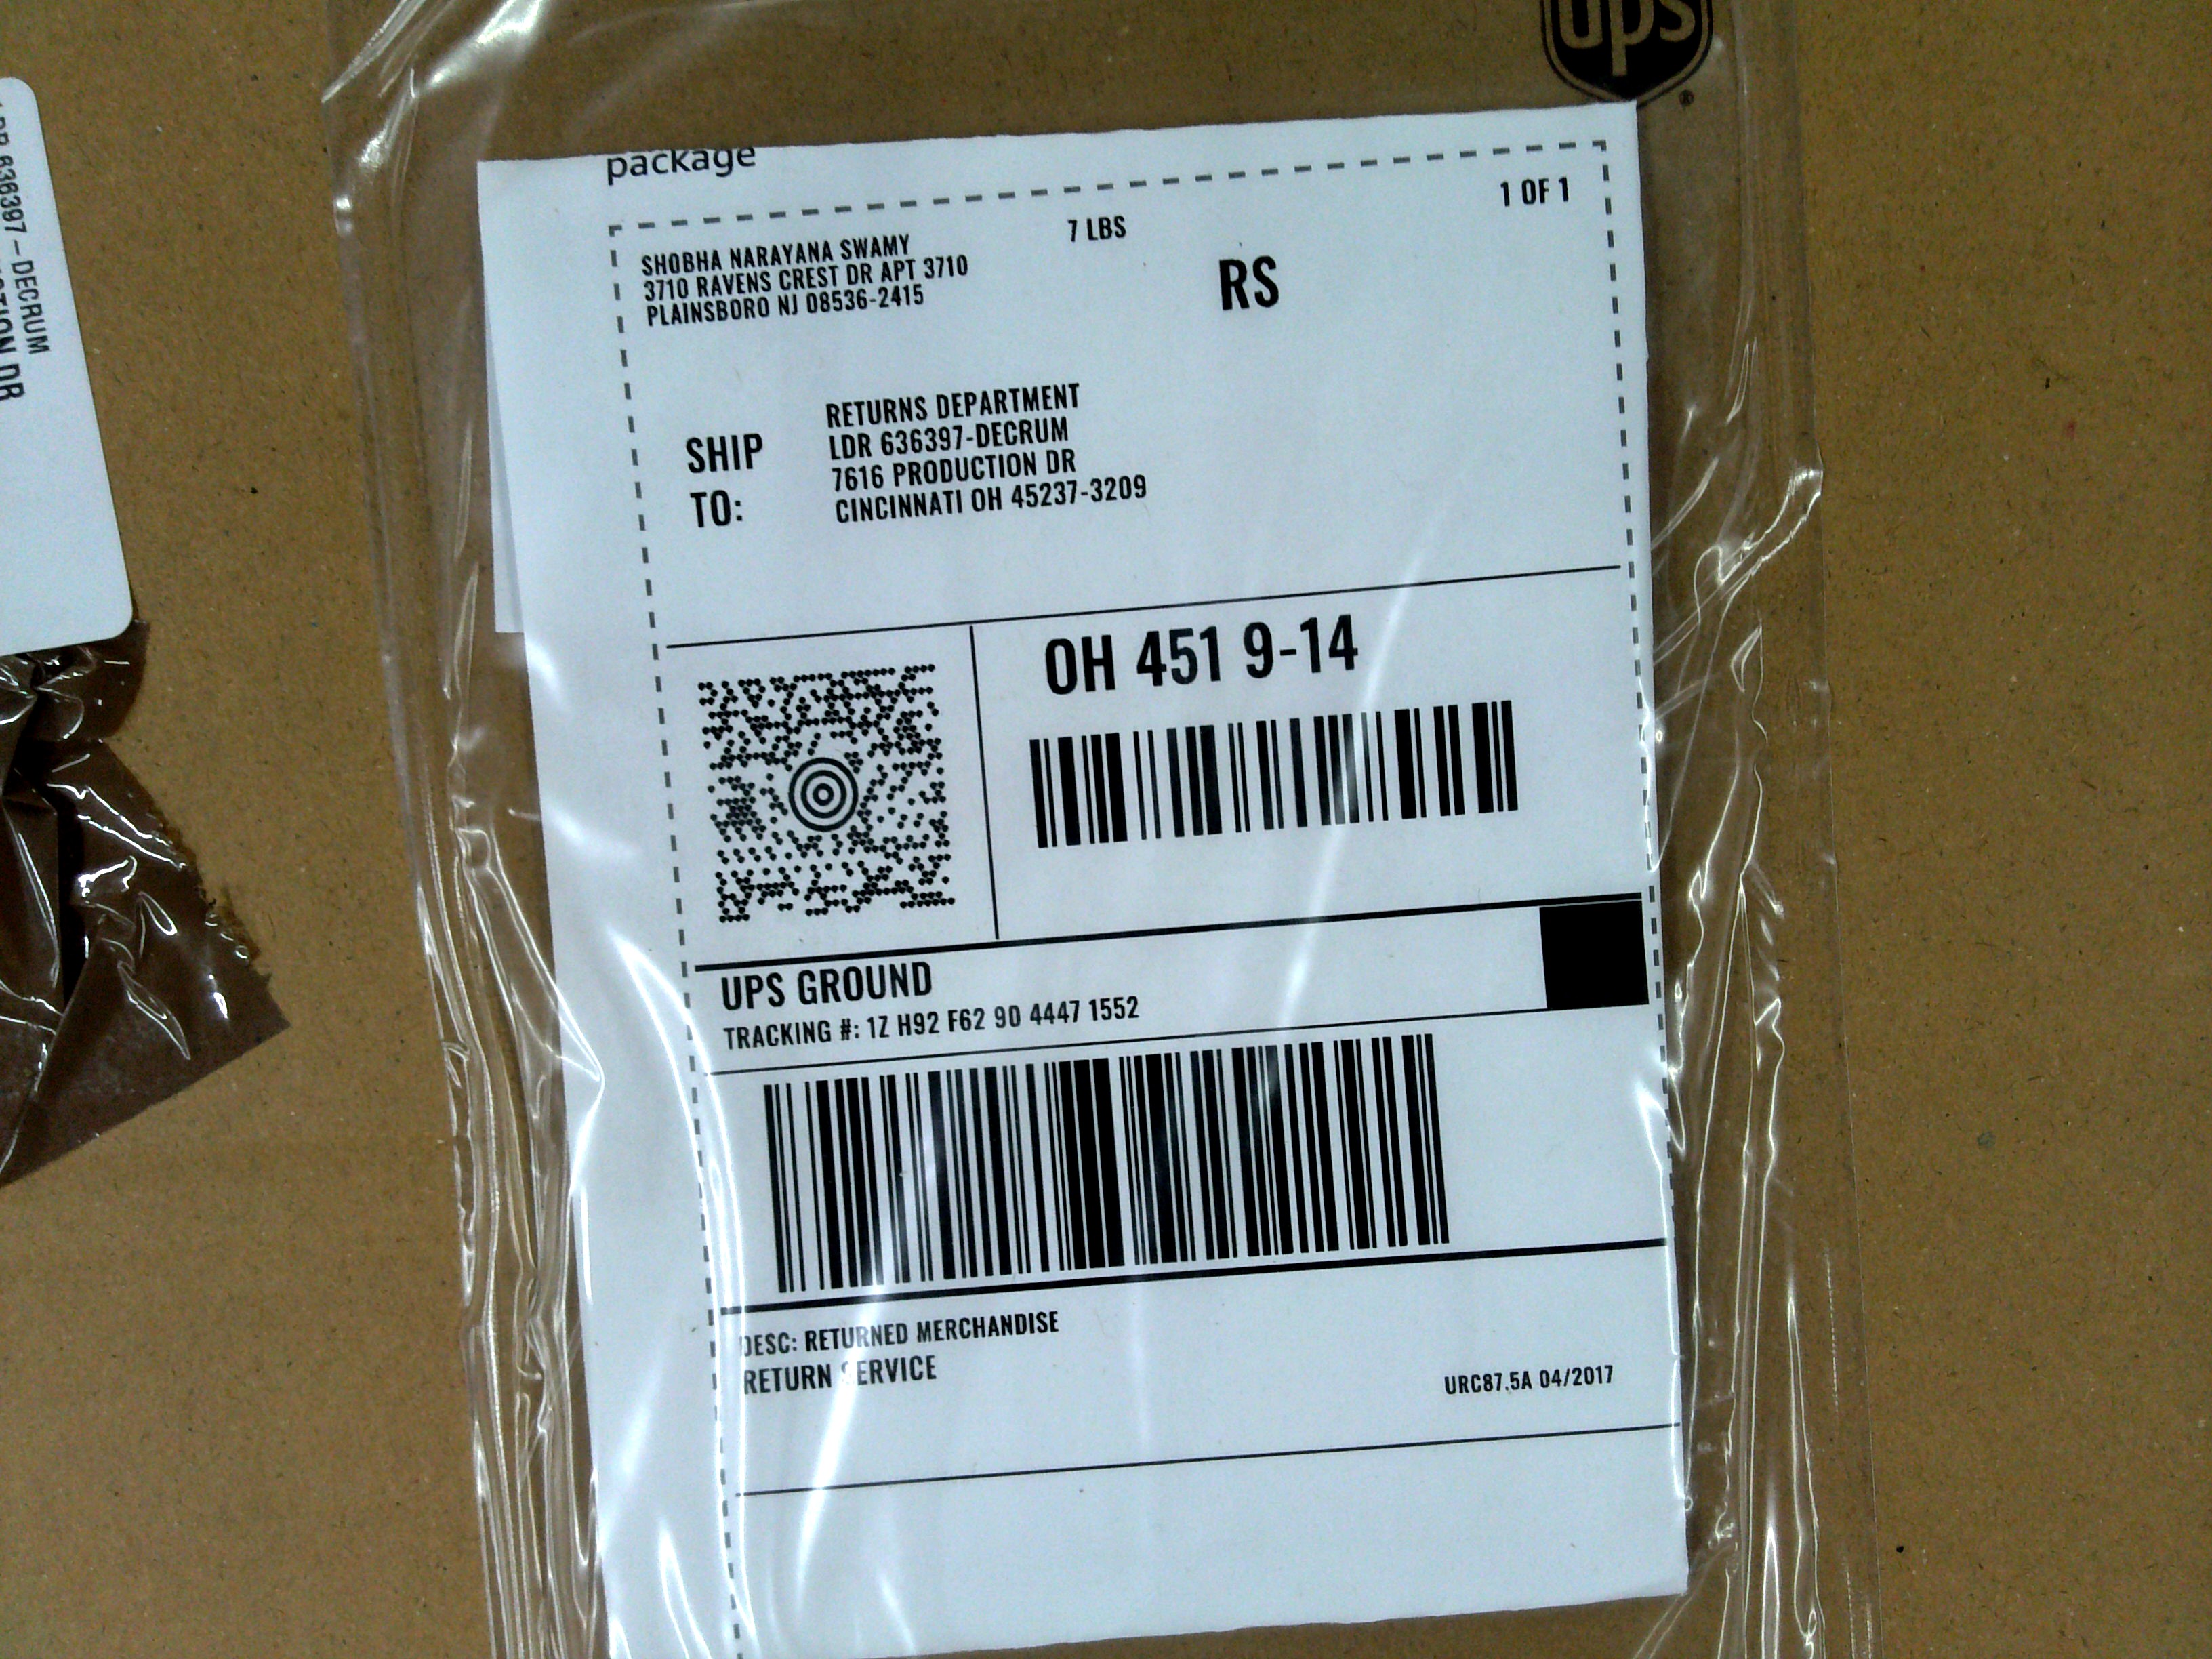 ups
package
1 OF 1
7 LBS
SHOBHA NARAYANA SWAMY
3710 RAVENS CREST DR APT 3710
PLAINSBORO NJ 08536-2415
RS
SHIP
TO:
RETURNS DEPARTMENT
LDR 636397-DECRUM
7616 PRODUCTION DR
CINCINNATI OH 45237-3209
OH 451 9-14
UPS GROUND
TRACKING #: 1Z H92 F62 90 4447 1552
DESC: RETURNED MERCHANDISE
RETURN SERVICE
URC87.5A 04/2017
636397 – DECRUM
DR